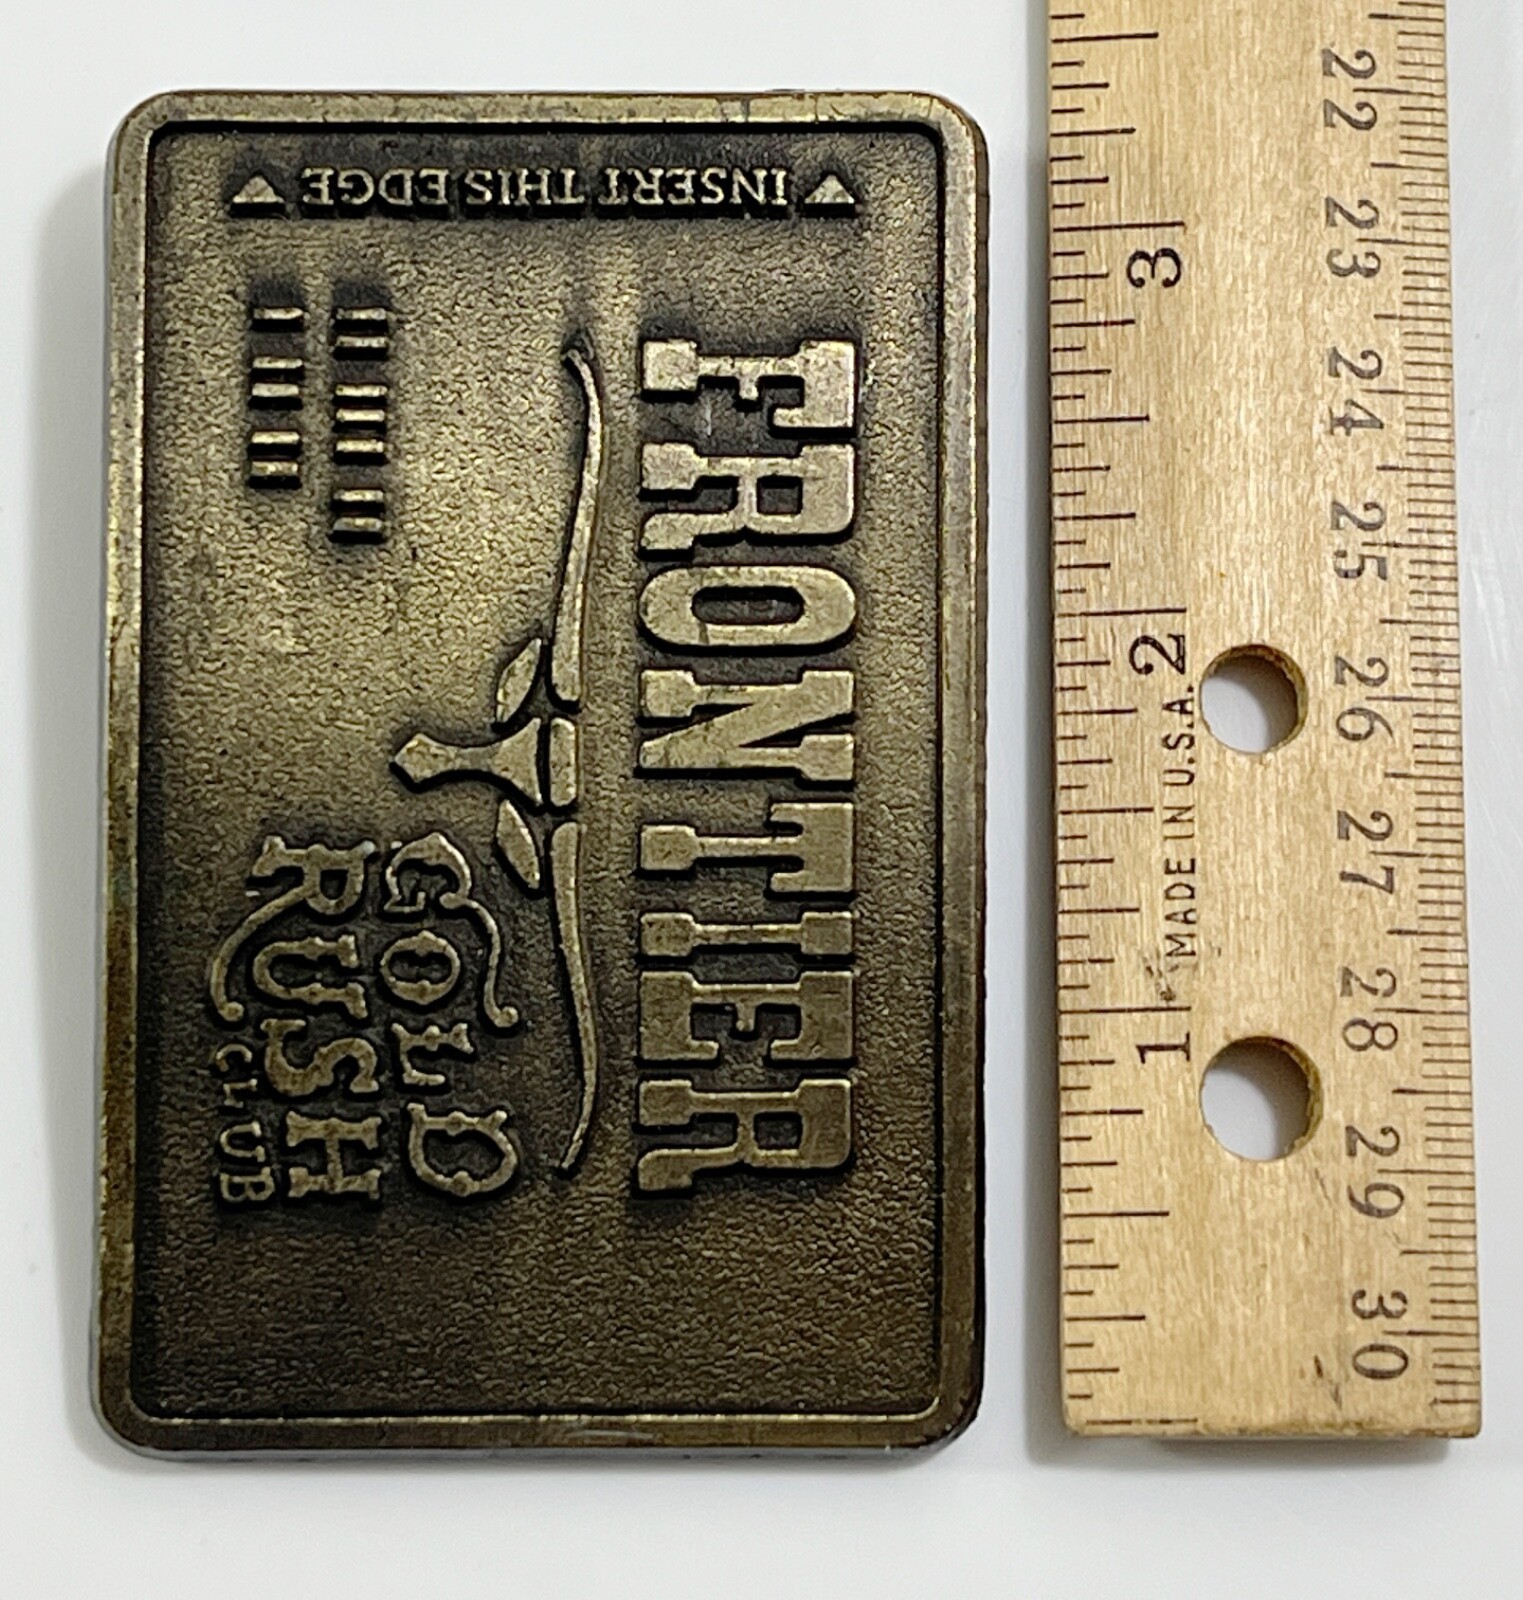 INSERT THIS EDGE
FRONTIER
GOLD
RUSH
CLUB
3
2
1
MADE IN U.S.A.
22
23
24
25
26
27
28
29
30